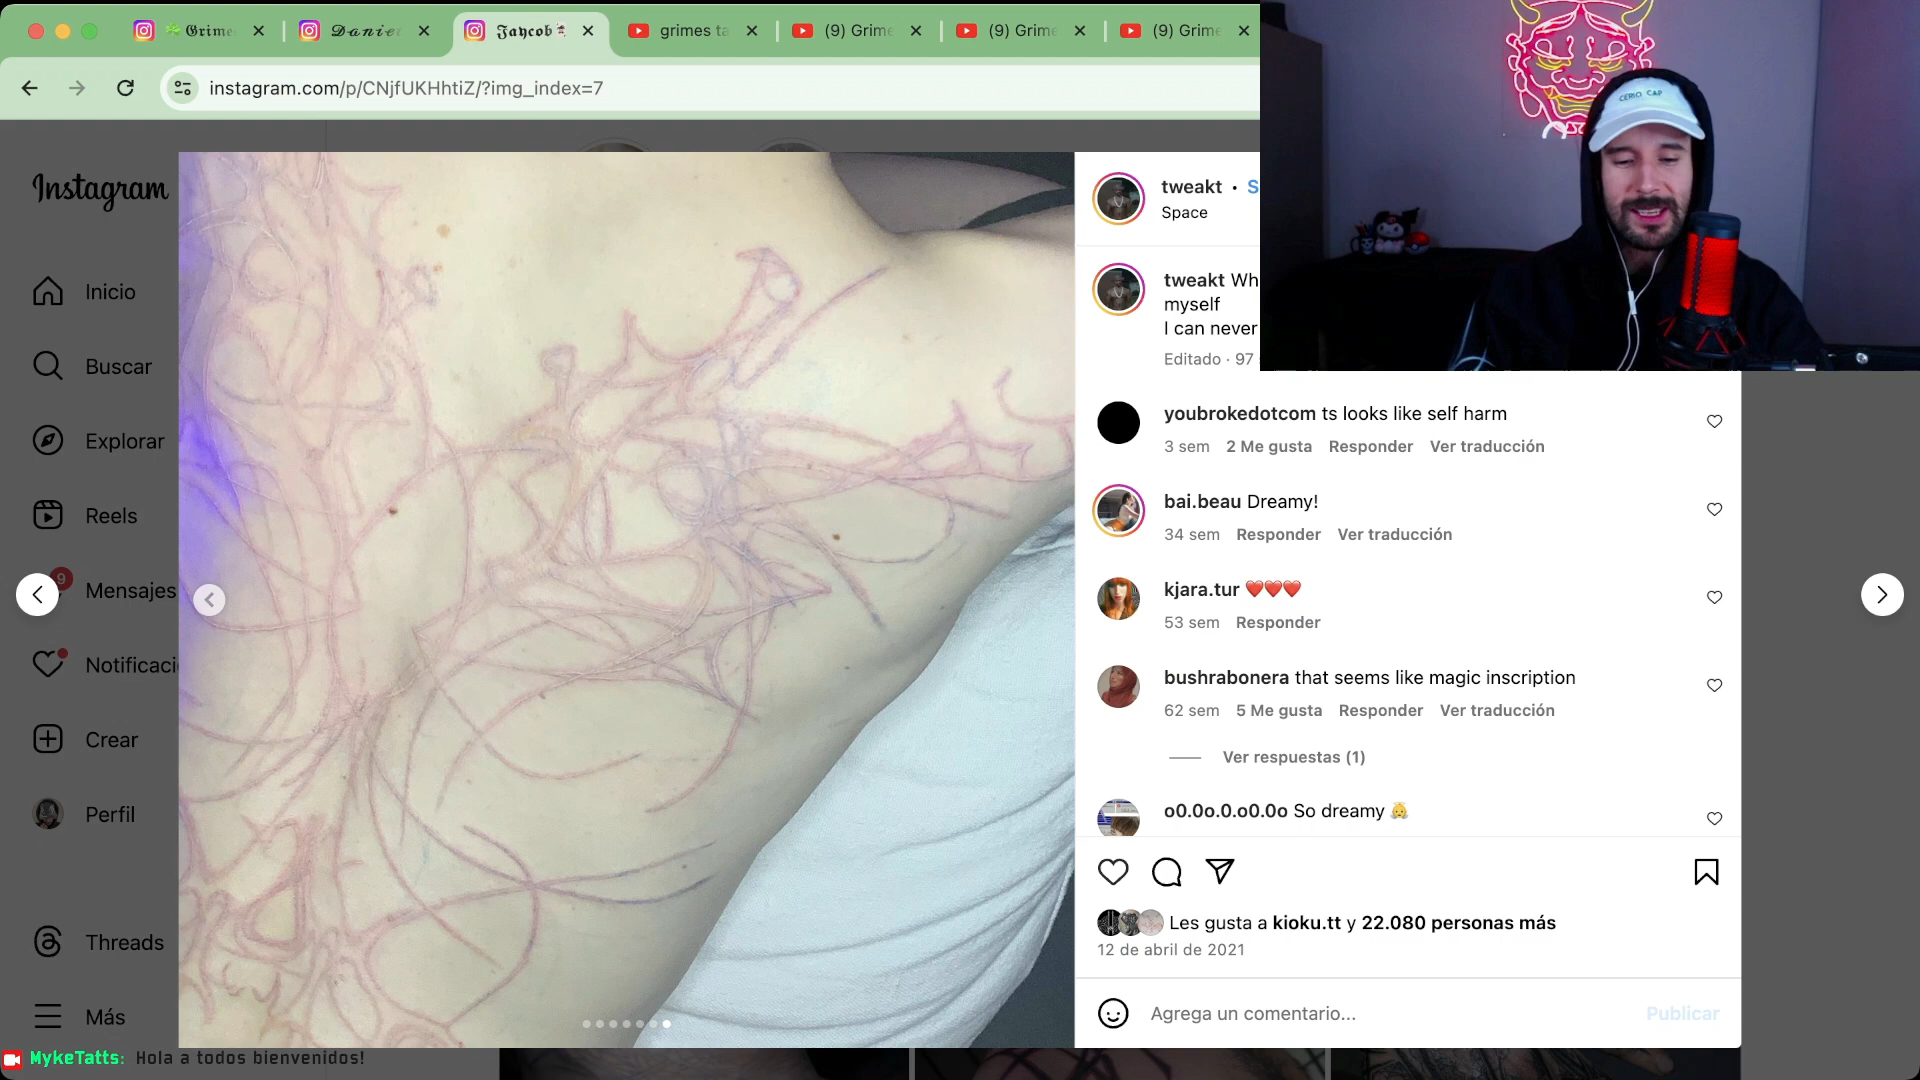 𝔊𝔯𝔦𝔪𝔢
𝓓𝓪𝓷𝓲𝓮
𝕵𝖆𝖞𝖈𝖔𝖇
grimes ta
(9) Grime
(9) Grime
(9) Grime
instagram.com/p/CNjfUKHhtiZ/?img_index=7
CERIO CAP
Instagram
Inicio
Buscar
Explorar
Reels
9
Mensajes
Notificaci
Crear
Perfil
Threads
Más
tweakt • S
Space
tweakt Wh
myself
I can never
Editado · 97
youbrokedotcom ts looks like self harm
3 sem 2 Me gusta Responder Ver traducción
bai.beau Dreamy!
34 sem Responder Ver traducción
kjara.tur ❤️❤️❤️
53 sem Responder
bushrabonera that seems like magic inscription
62 sem 5 Me gusta Responder Ver traducción
Ver respuestas (1)
o0.0o.0.o0.0o So dreamy 👼
Les gusta a kioku.tt y 22.080 personas más
12 de abril de 2021
Agrega un comentario...
Publicar
MykeTatts: Hola a todos bienvenidos!